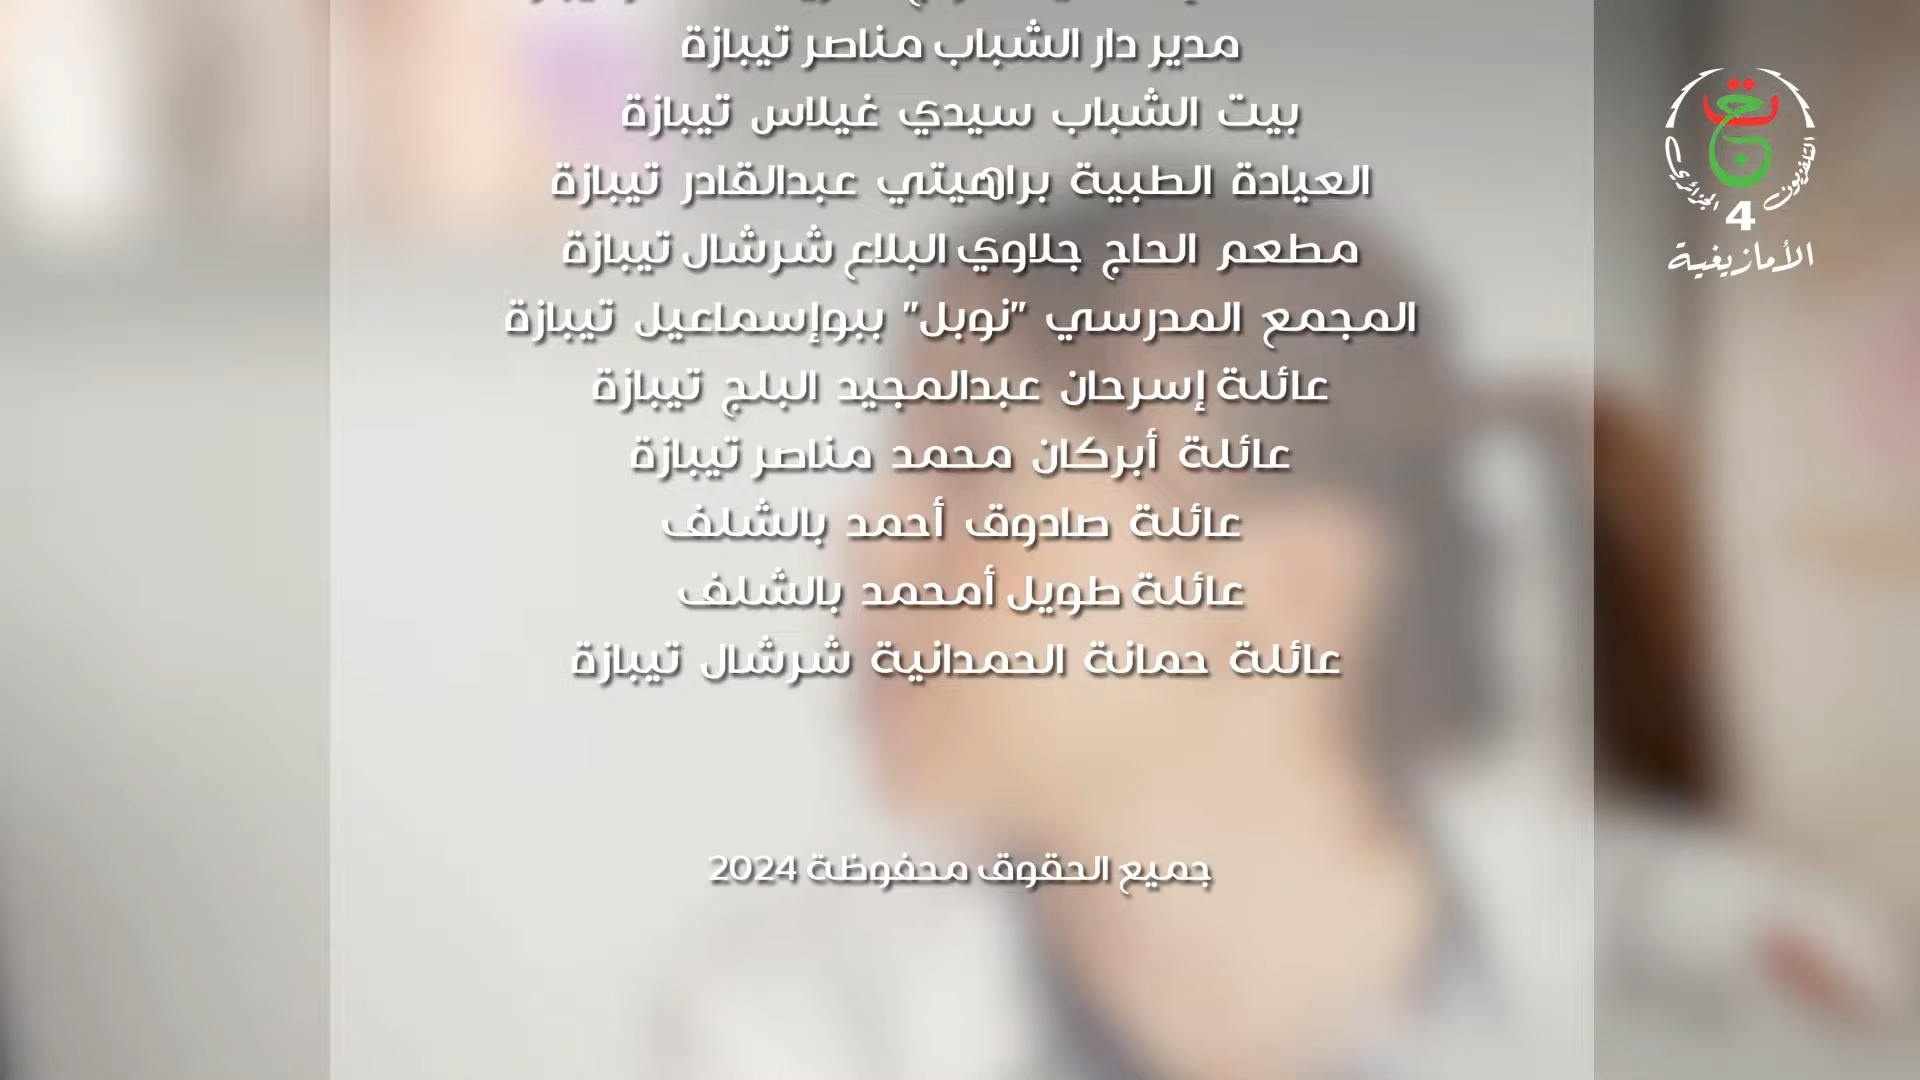 مدير دار الشباب مناصر تيبازة
بيت الشباب سيدي غيلاس تيبازة
العيادة الطبية براهيتي عبدالقادر تيبازة
مطعم الحاج جلاوي البلاع شرشال تيبازة
المجمع المدرسي "نوبل" ببوإسماعيل تيبازة
عائلة إسرحان عبدالمجيد البلج تيبازة
عائلة أبركان محمد مناصر تيبازة
عائلة صادوق أحمد بالشلف
عائلة طويل أمحمد بالشلف
عائلة حمانة الحمدانية شرشال تيبازة
جميع الحقوق محفوظة 2024
التلفزيون الجزائري
4
الأمازيغية